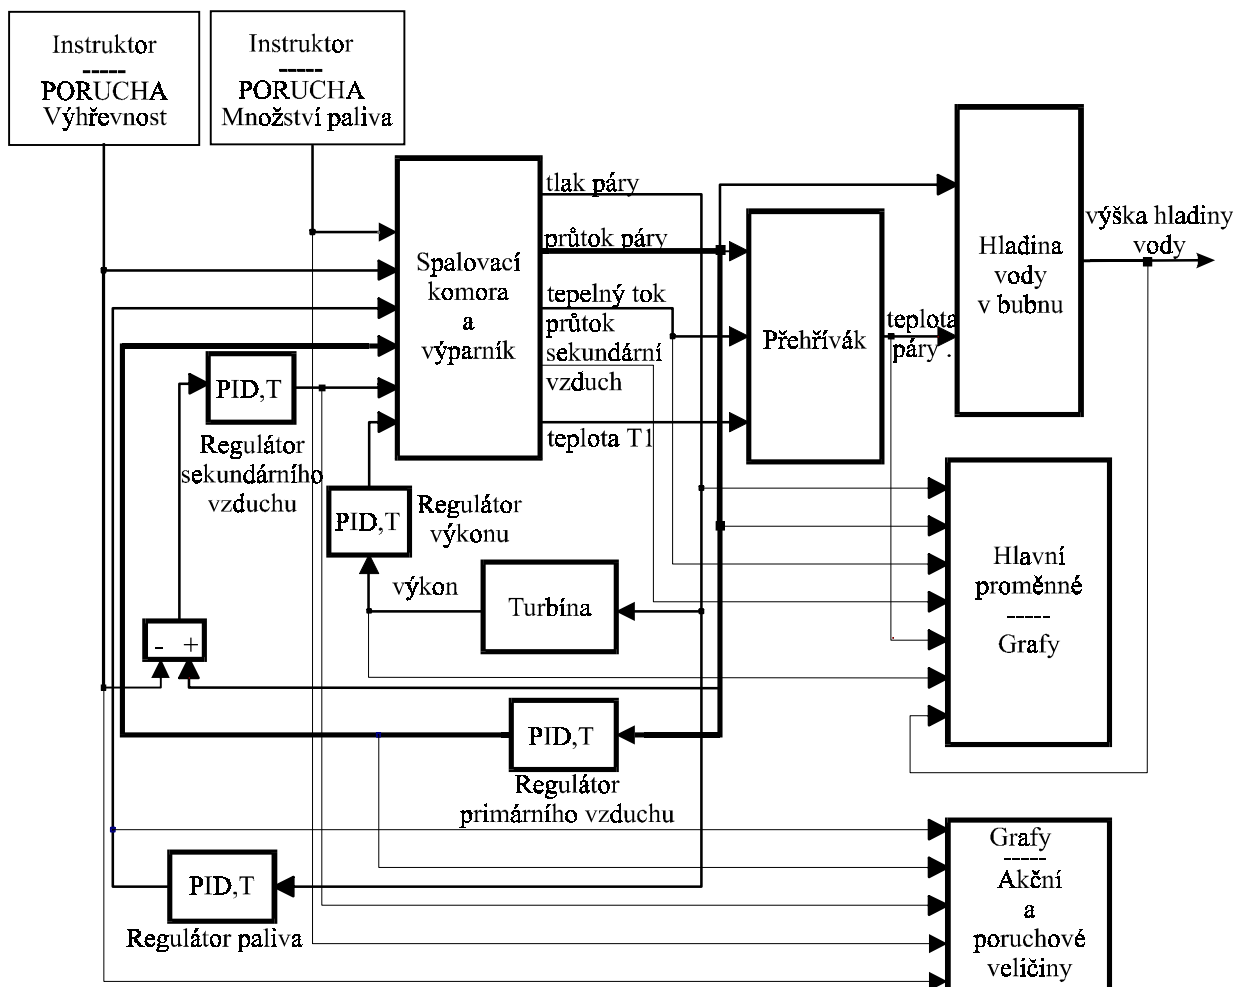 Instruktor
-----
PORUCHA
Výhřevnost
Instruktor
-----
PORUCHA
Množství paliva
Spalovací
komora
a
výparník
tlak páry
průtok páry
tepelný tok
průtok
sekundární
vzduch
teplota T1
Přehřívák
teplota
páry .
Hladina
vody
v bubnu
výška hladiny
vody
PID,T
Regulátor
sekundárního
vzduchu
PID,T
Regulátor
výkonu
výkon
Turbína
Hlavní
proměnné
-----
Grafy
- +
PID,T
Regulátor
primárního vzduchu
PID,T
Regulátor paliva
Grafy
-----
Akční
a
poruchové
veličiny